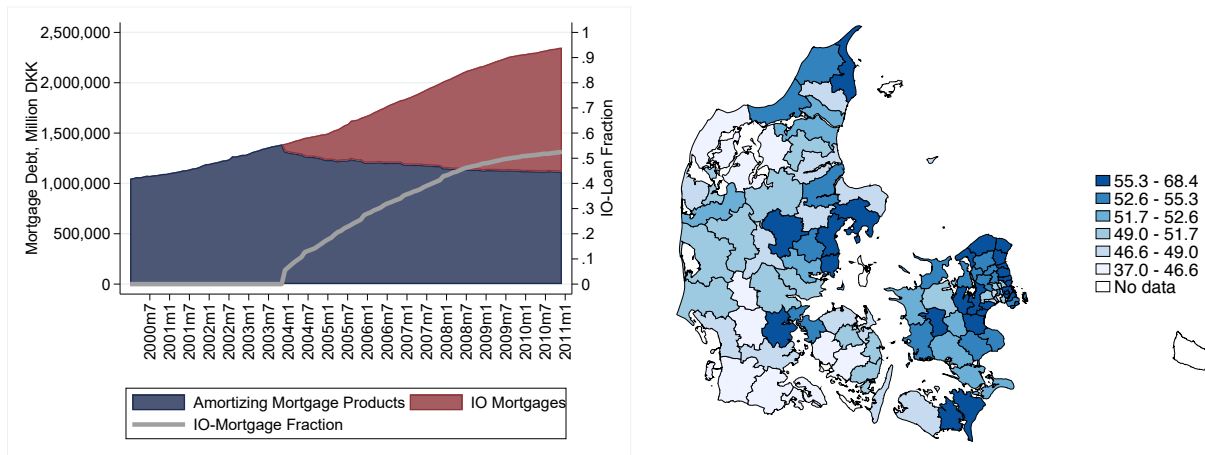 2,500,000
2,000,000
1,500,000
1,000,000
500,000
0
Mortgage Debt, Million DKK
1
.9
.8
.7
.6
.5
.4
.3
.2
.1
0
IO-Loan Fraction
2000m7
2001m1
2001m7
2002m1
2002m7
2003m1
2003m7
2004m1
2004m7
2005m1
2005m7
2006m1
2006m7
2007m1
2007m7
2008m1
2008m7
2009m1
2009m7
2010m1
2010m7
2011m1
Amortizing Mortgage Products
IO Mortgages
IO-Mortgage Fraction
55.3 - 68.4
52.6 - 55.3
51.7 - 52.6
49.0 - 51.7
46.6 - 49.0
37.0 - 46.6
No data